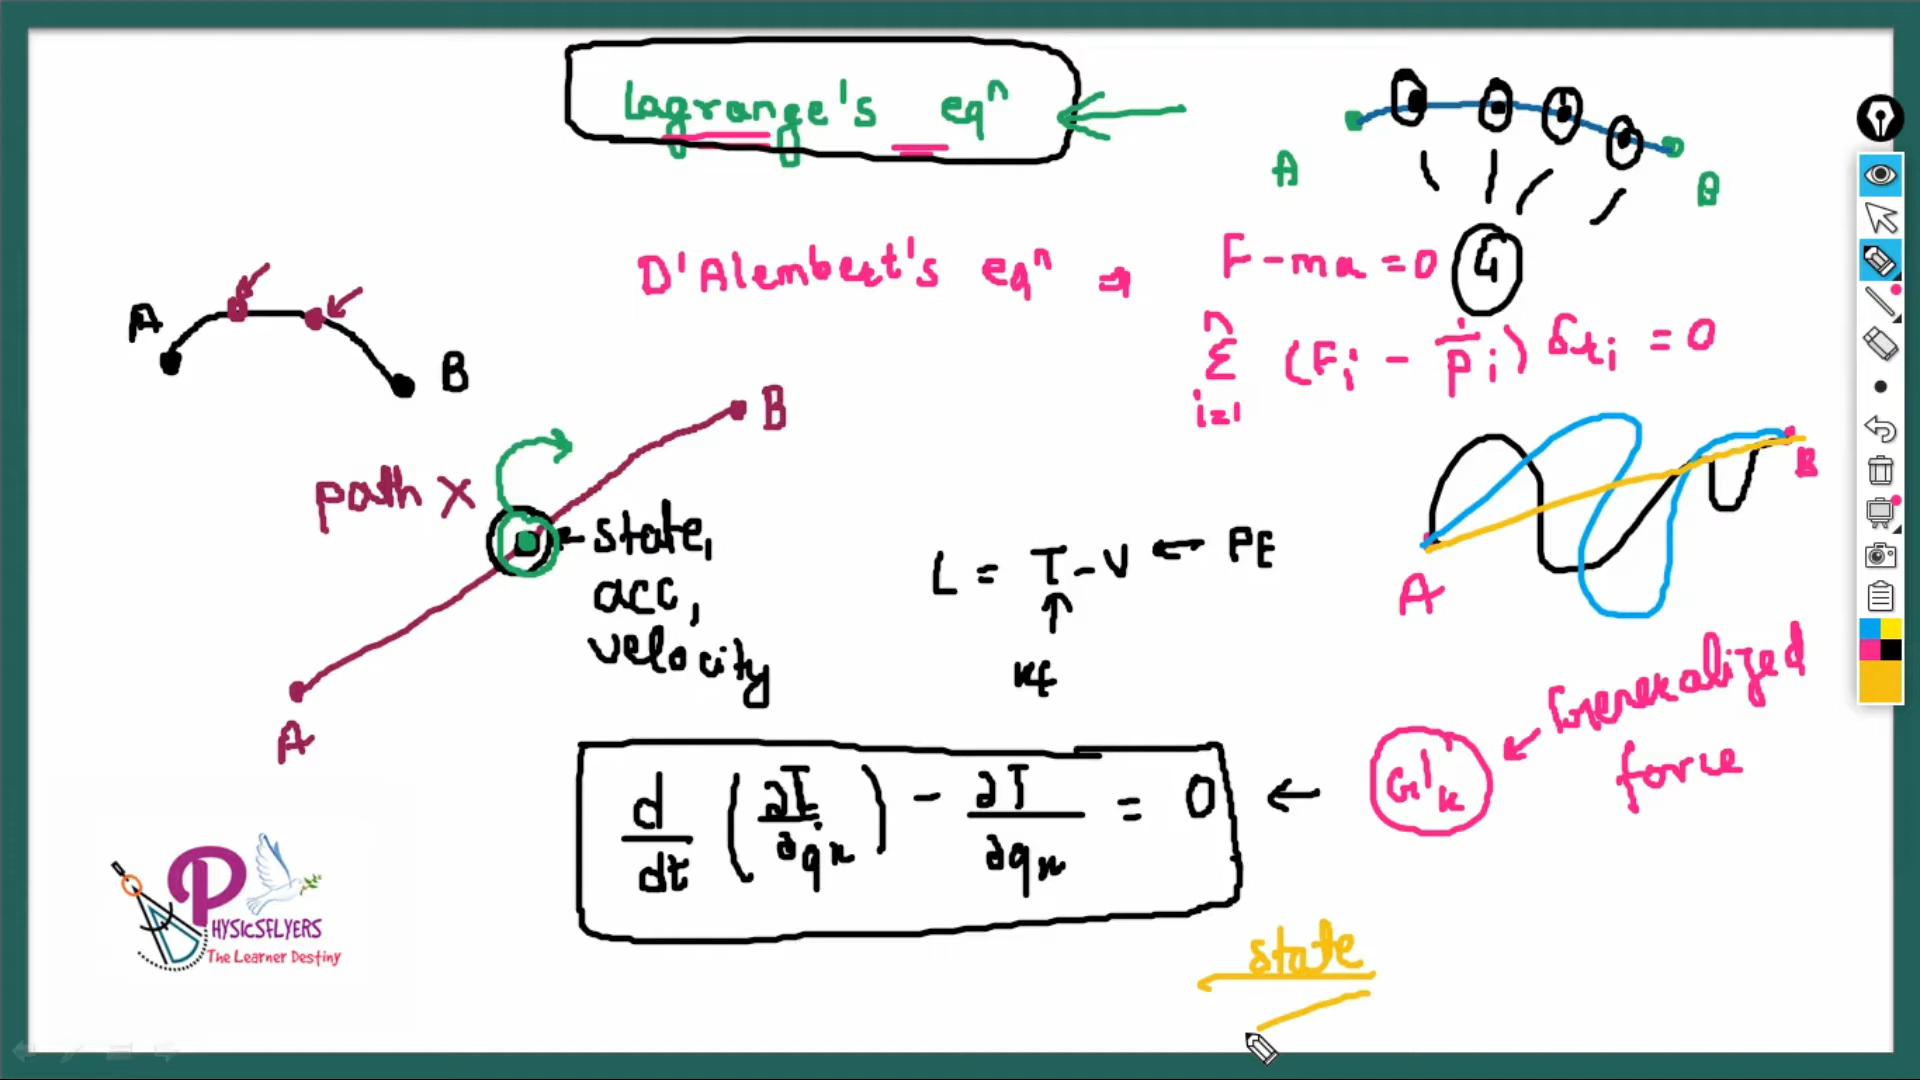 Lagrange's eqⁿ
A
B
D'Alembert's eqⁿ ⇒ F - ma = 0
4
n
Σ (Fᵢ - ṗᵢ) δrᵢ = 0
i=1
A
B
B
path X
state,
acc,
velocity
A
L = T - V ← PE
↑
KE
B
A
Generalized
force
d/dt (∂T/∂q̇ₖ) - ∂T/∂qₖ = 0 ← Gₖ
state
PHYSICSFLYERS
The Learner Destiny